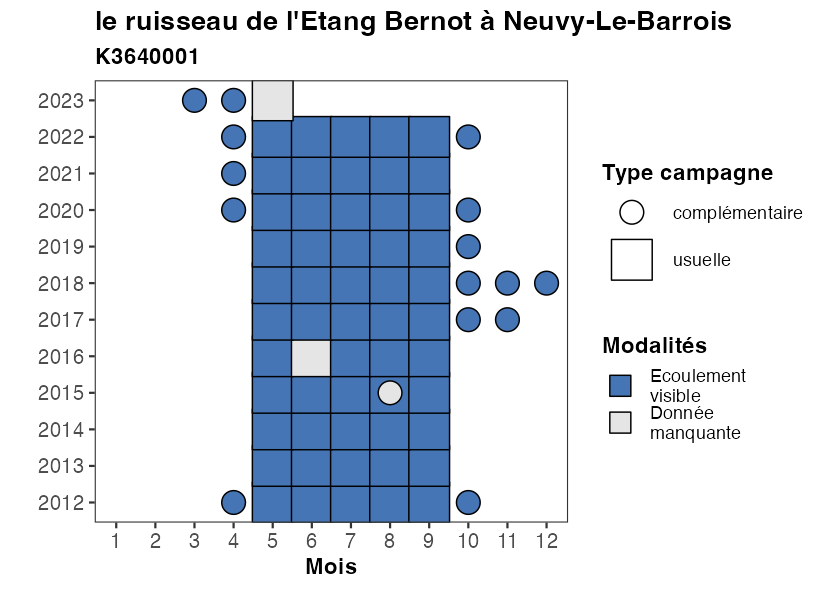 le ruisseau de l'Etang Bernot à Neuvy-Le-Barrois
K3640001
2023
2022
2021
2020
2019
2018
2017
2016
2015
2014
2013
2012
1 2 3 4 5 6 7 8 9 10 11 12
Mois
Type campagne
complémentaire
usuelle
Modalités
Ecoulement
visible
Donnée
manquante